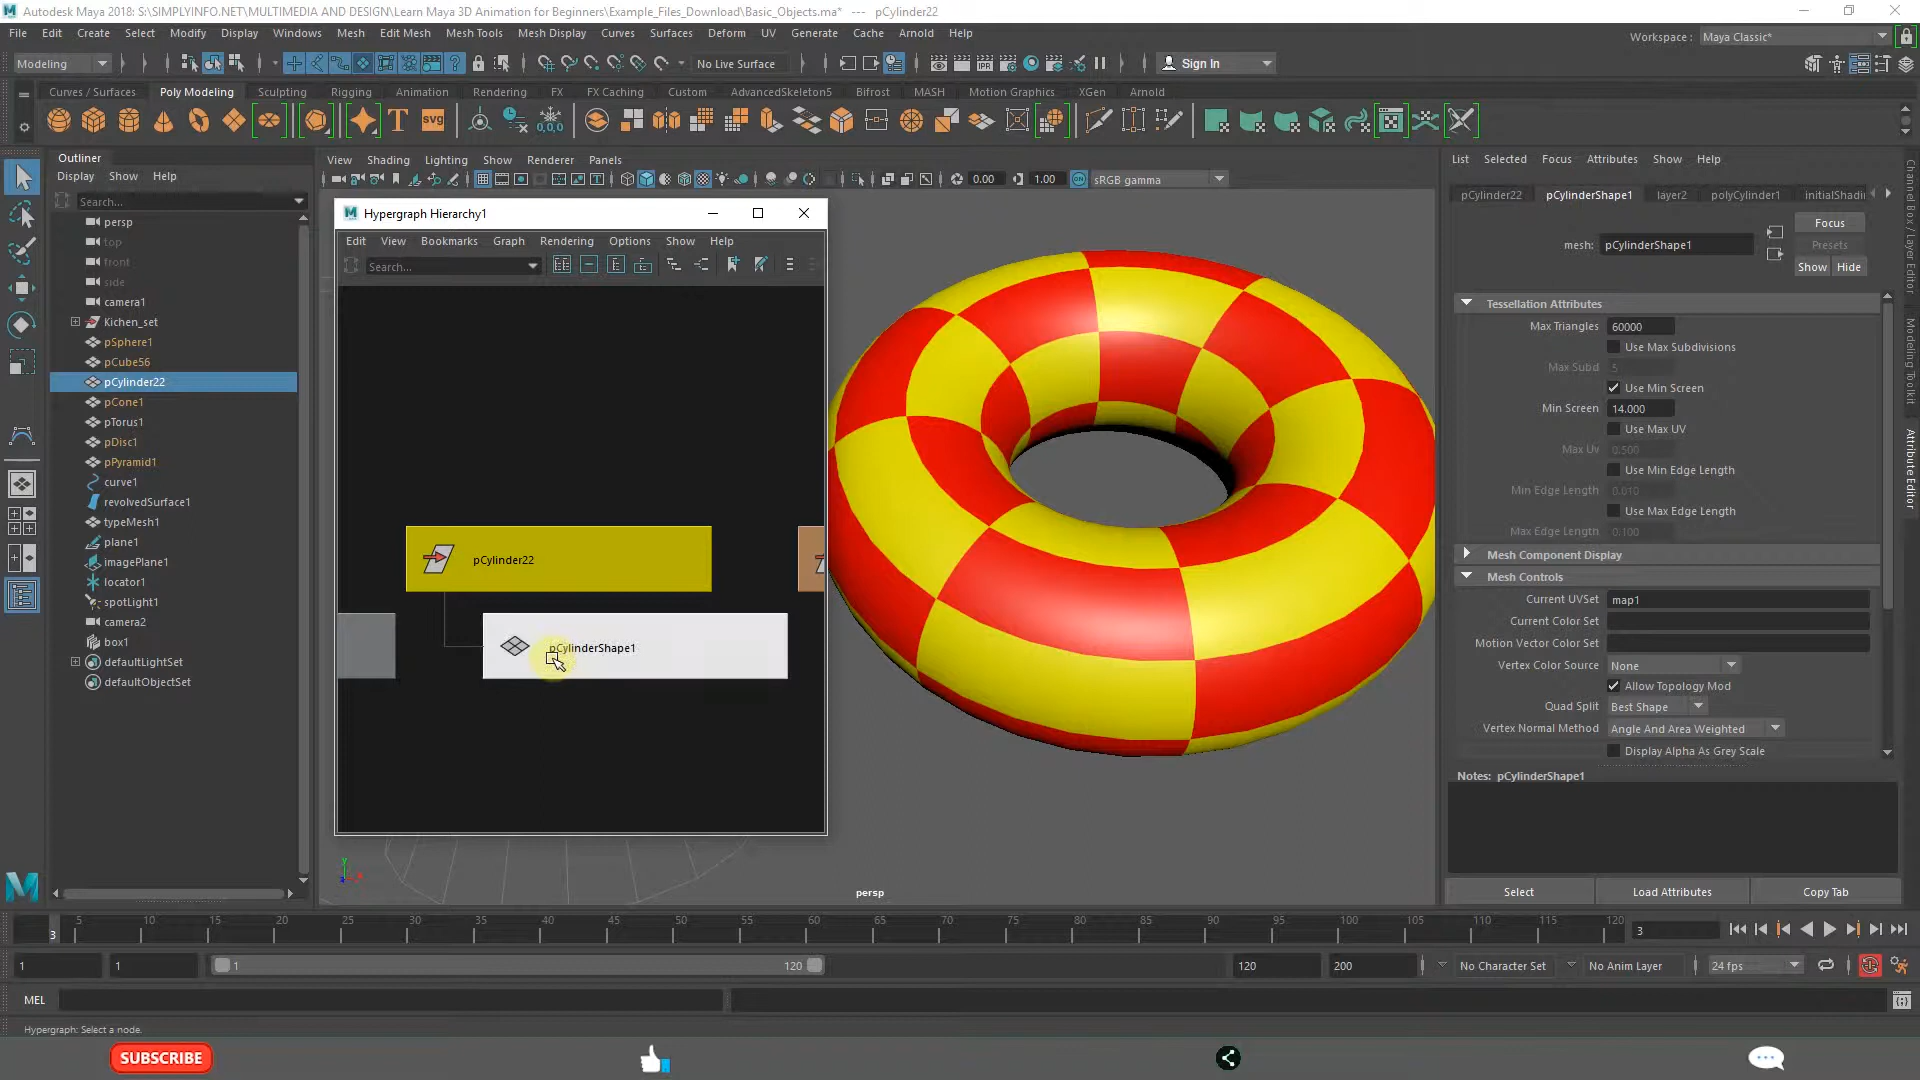 Autodesk Maya 2018: S:\SIMPLYINFO.NET\MULTIMEDIA AND DESIGN\Learn Maya 3D Animation for Beginners\Example_Files_Download\Basic_Objects.ma* --- pCylinder22
File Edit Create Select Modify Display Windows Mesh Edit Mesh Mesh Tools Mesh Display Curves Surfaces Deform UV Generate Cache Arnold Help
Workspace : Maya Classic*
Modeling No Live Surface Sign In
Curves / Surfaces Poly Modeling Sculpting Rigging Animation Rendering FX FX Caching Custom AdvancedSkeleton5 Bifrost MASH Motion Graphics XGen Arnold
T SVG 0,0,0
Outliner
Display Show Help
Search...
persp
top
front
side
camera1
Kichen_set
pSphere1
pCube56
pCylinder22
pCone1
pTorus1
pDisc1
pPyramid1
curve1
revolvedSurface1
typeMesh1
plane1
imagePlane1
locator1
spotLight1
camera2
box1
defaultLightSet
defaultObjectSet
View Shading Lighting Show Renderer Panels
0.00 1.00 sRGB gamma
Hypergraph Hierarchy1
Edit View Bookmarks Graph Rendering Options Show Help
Search...
pCylinder22
pCylinderShape1
persp
List Selected Focus Attributes Show Help
pCylinder22 pCylinderShape1 layer2 polyCylinder1 initialShadi
Focus
mesh: pCylinderShape1
Presets
Show Hide
Tessellation Attributes
Max Triangles 60000
Use Max Subdivisions
Max Subd 5
Use Min Screen
Min Screen 14.000
Use Max UV
Max Uv 0.500
Use Min Edge Length
Min Edge Length 0.010
Use Max Edge Length
Max Edge Length 0.100
Mesh Component Display
Mesh Controls
Current UVSet map1
Current Color Set
Motion Vector Color Set
Vertex Color Source None
Allow Topology Mod
Quad Split Best Shape
Vertex Normal Method Angle And Area Weighted
Display Alpha As Grey Scale
Notes: pCylinderShape1
Select Load Attributes Copy Tab
Channel Box / Layer Editor
Modeling Toolkit
Attribute Editor
3 5 10 15 20 25 30 35 40 45 50 55 60 65 70 75 80 85 90 95 100 105 110 115 120 3
1 1 1 120 120 200 No Character Set No Anim Layer 24 fps
MEL
Hypergraph: Select a node.
SUBSCRIBE